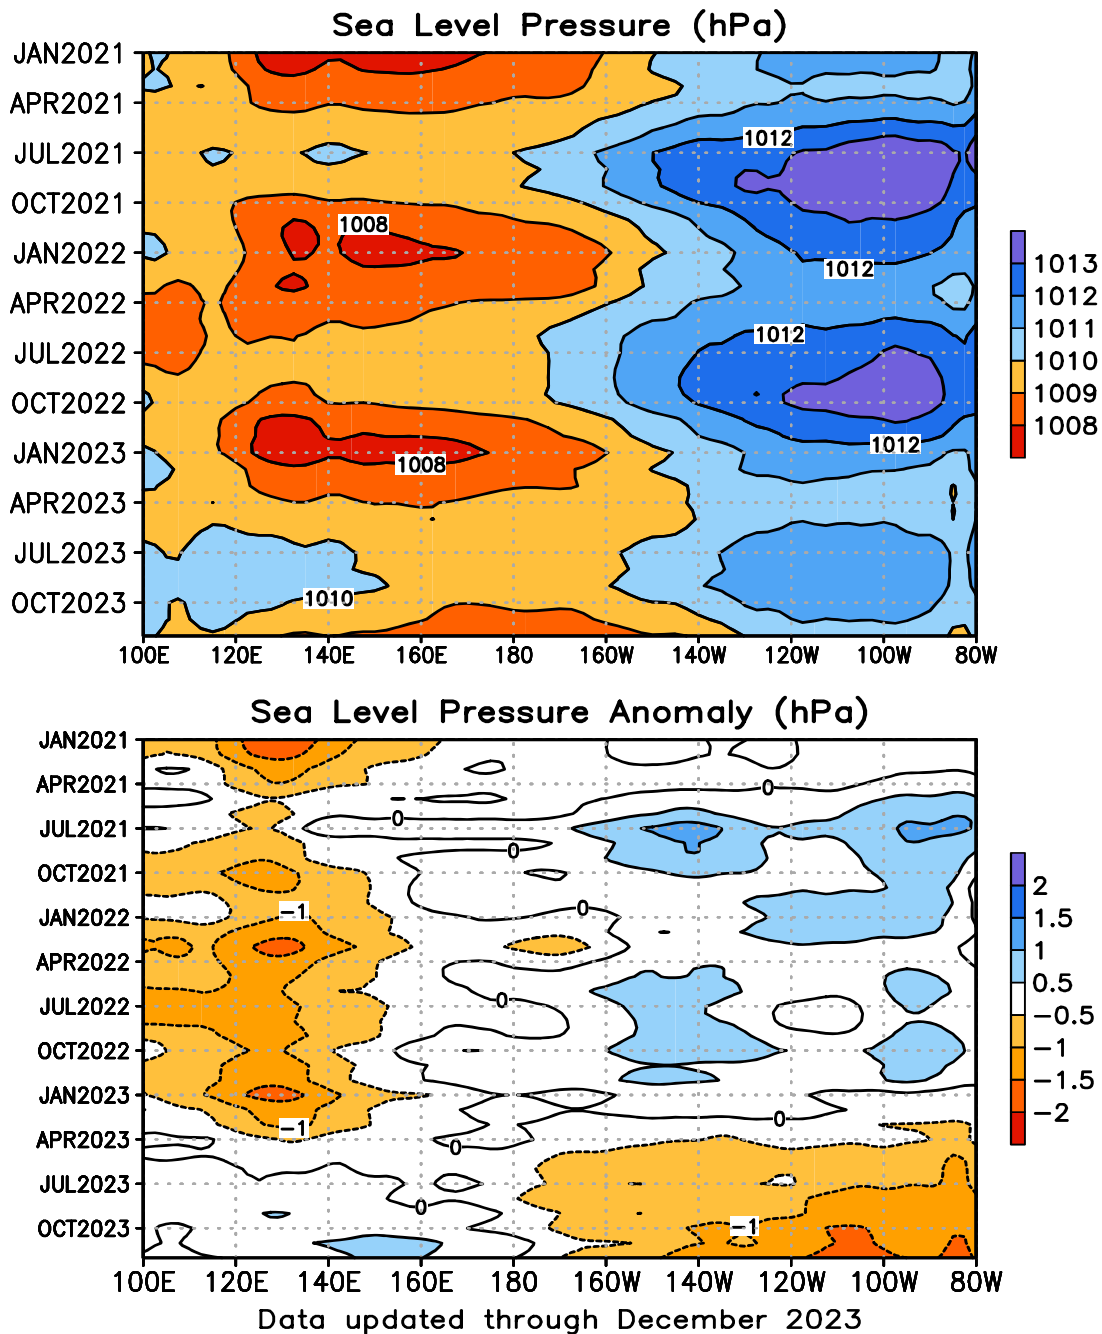 Sea Level Pressure (hPa)
JAN2021
APR2021
JUL2021
OCT2021
JAN2022
APR2022
JUL2022
OCT2022
JAN2023
APR2023
JUL2023
OCT2023
1012
1008
1012
1012
1012
1008
1010
100E 120E 140E 160E 180 160W 140W 120W 100W 80W
1013
1012
1011
1010
1009
1008
Sea Level Pressure Anomaly (hPa)
JAN2021
APR2021
JUL2021
OCT2021
JAN2022
APR2022
JUL2022
OCT2022
JAN2023
APR2023
JUL2023
OCT2023
0
0
0
-1
0
0
0
-1
0
0
-1
100E 120E 140E 160E 180 160W 140W 120W 100W 80W
2
1.5
1
0.5
-0.5
-1
-1.5
-2
Data updated through December 2023